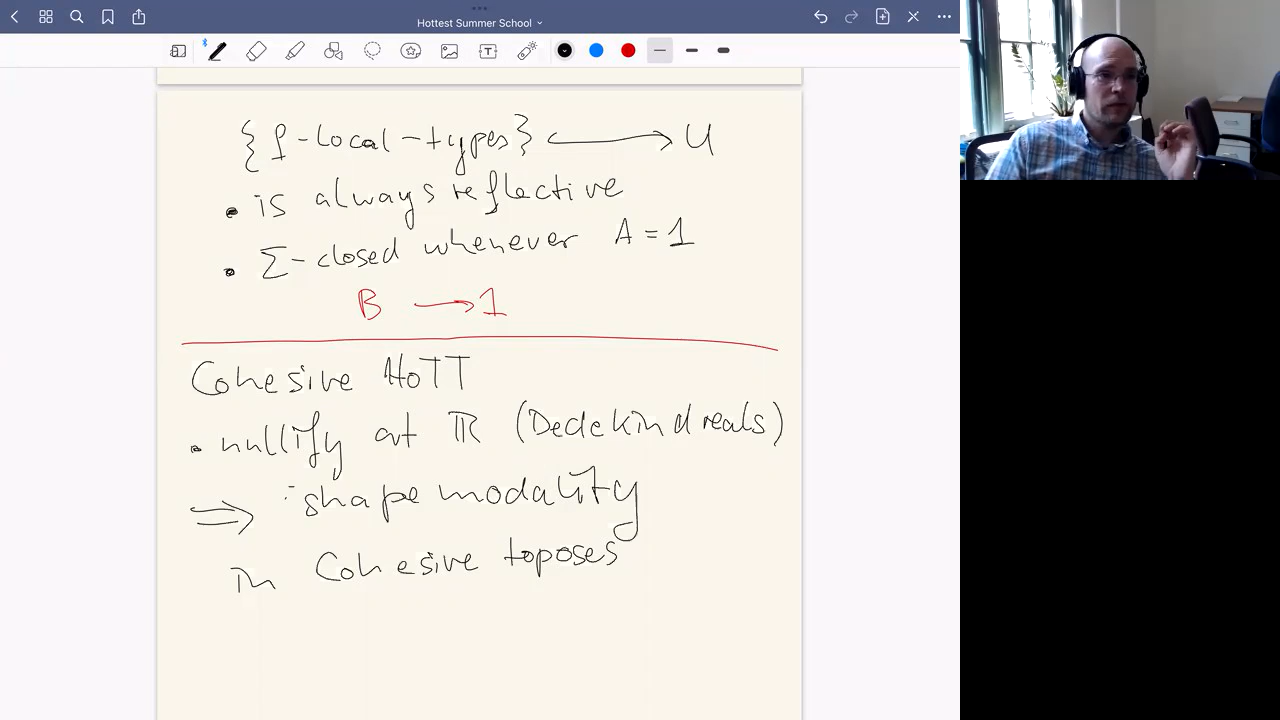 Hottest Summer School
{f-local-types} ⟶ U
• is always reflective
• Σ-closed whenever A = 1
B ⟶ 1
Cohesive HoTT
• nullify at ℝ (Dedekind reals)
⇒ shape modality
in Cohesive toposes